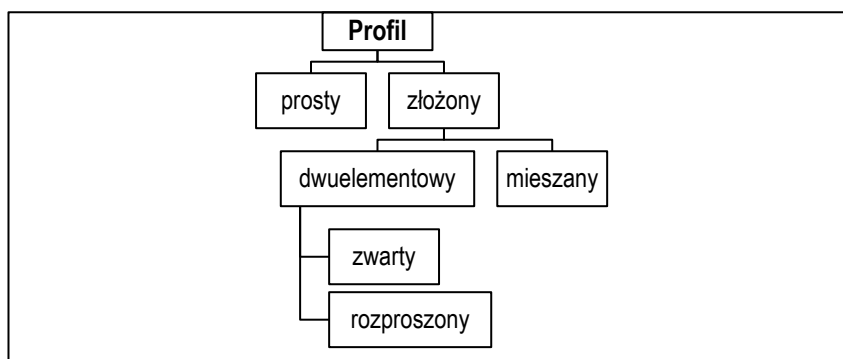 Profil
prosty
złożony
dwuelementowy
mieszany
zwarty
rozproszony